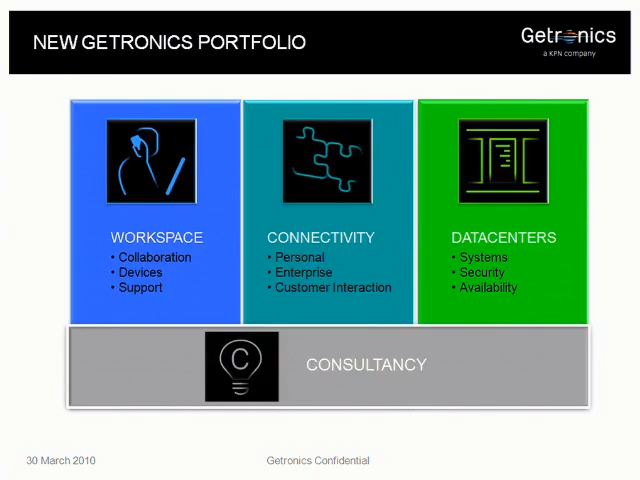 NEW GETRONICS PORTFOLIO
Getronics
a KPN company
WORKSPACE
• Collaboration
• Devices
• Support
CONNECTIVITY
• Personal
• Enterprise
• Customer Interaction
DATACENTERS
• Systems
• Security
• Availability
C
CONSULTANCY
30 March 2010
Getronics Confidential